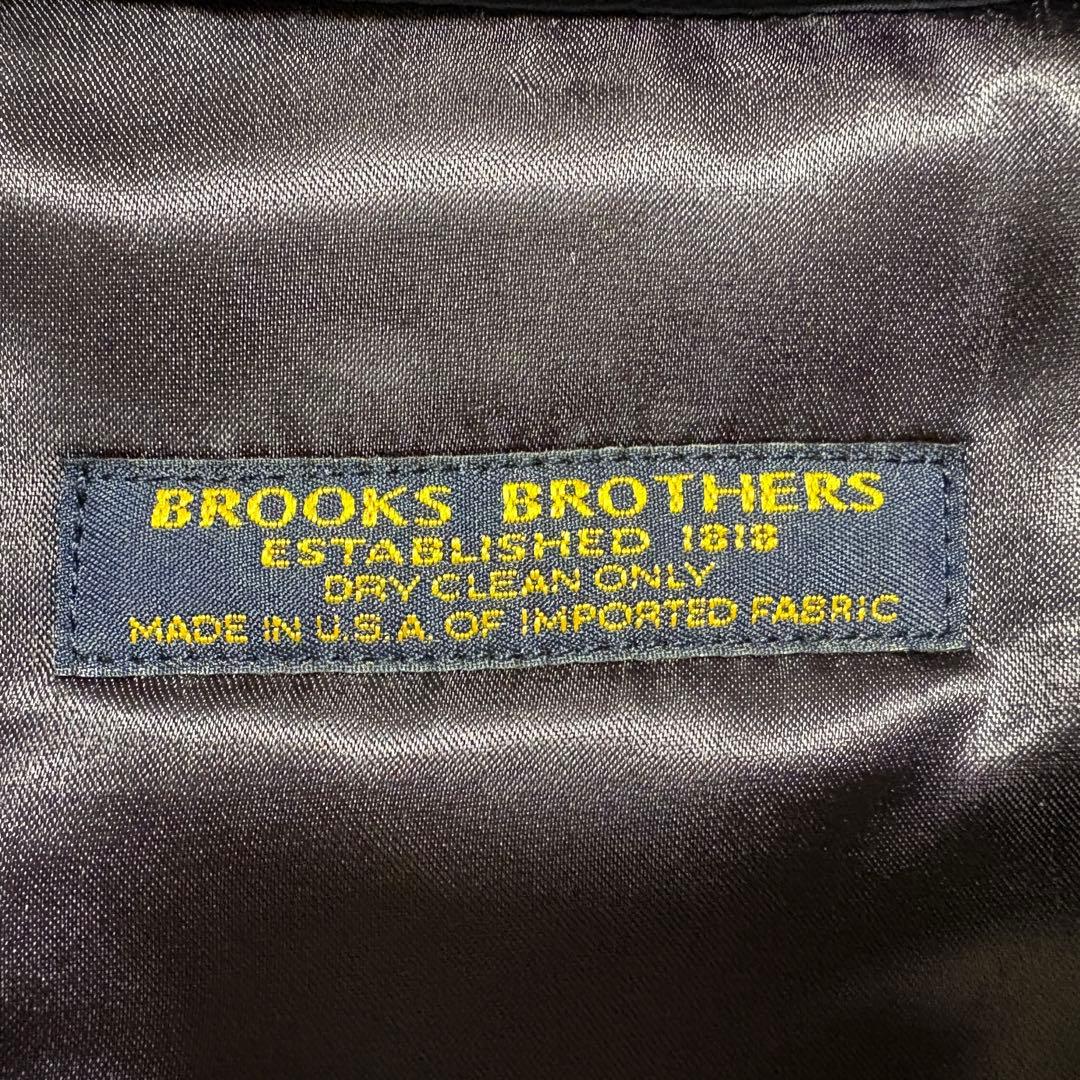 BROOKS BROTHERS
ESTABLISHED 1818
DRY CLEAN ONLY
MADE IN U.S.A. OF IMPORTED FABRIC